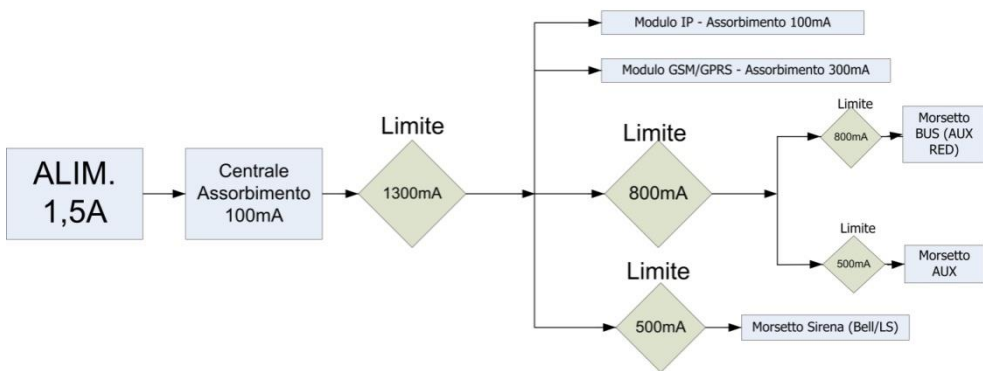 Modulo IP - Assorbimento 100mA
Modulo GSM/GPRS - Assorbimento 300mA
ALIM.
1,5A
Centrale
Assorbimento
100mA
Limite
1300mA
Limite
800mA
Limite
800mA
Morsetto
BUS (AUX
RED)
Limite
500mA
Morsetto
AUX
Limite
500mA
Morsetto Sirena (Bell/LS)